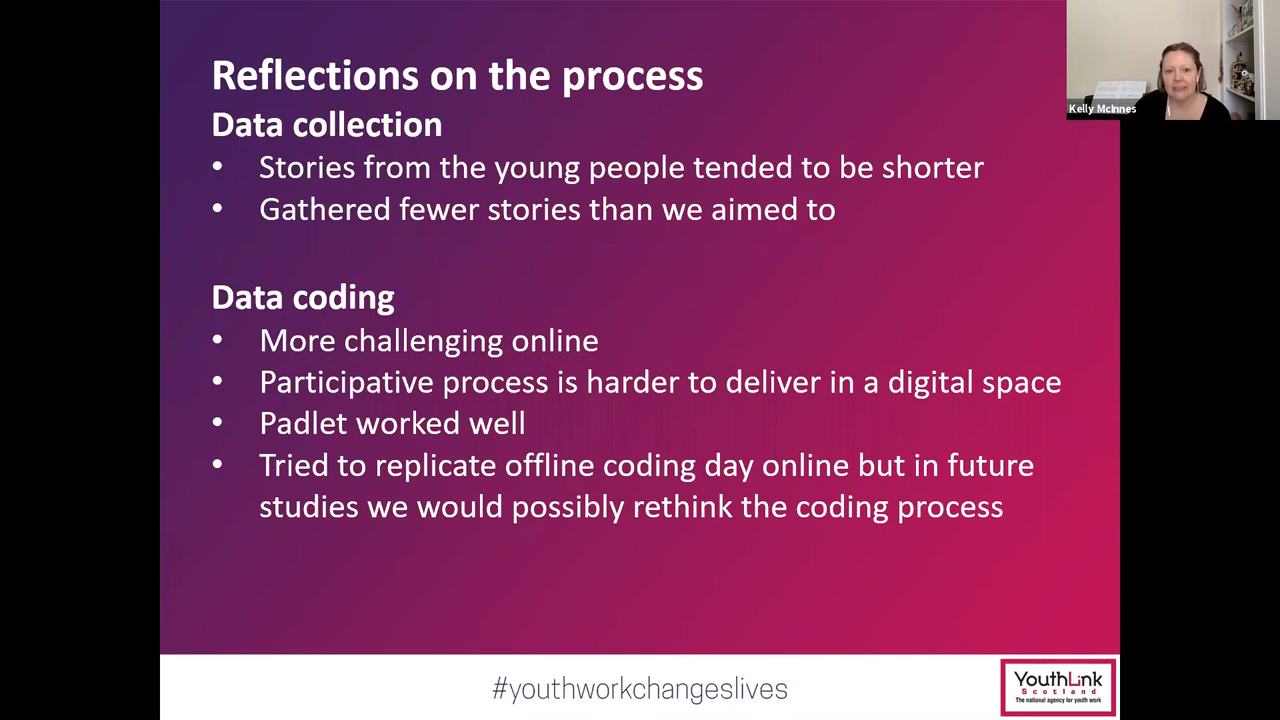 Reflections on the process
Data collection
• Stories from the young people tended to be shorter
• Gathered fewer stories than we aimed to
Data coding
• More challenging online
• Participative process is harder to deliver in a digital space
• Padlet worked well
• Tried to replicate offline coding day online but in future
studies we would possibly rethink the coding process
Kelly McInnes
#youthworkchangeslives
YouthLink
Scotland
The national agency for youth work